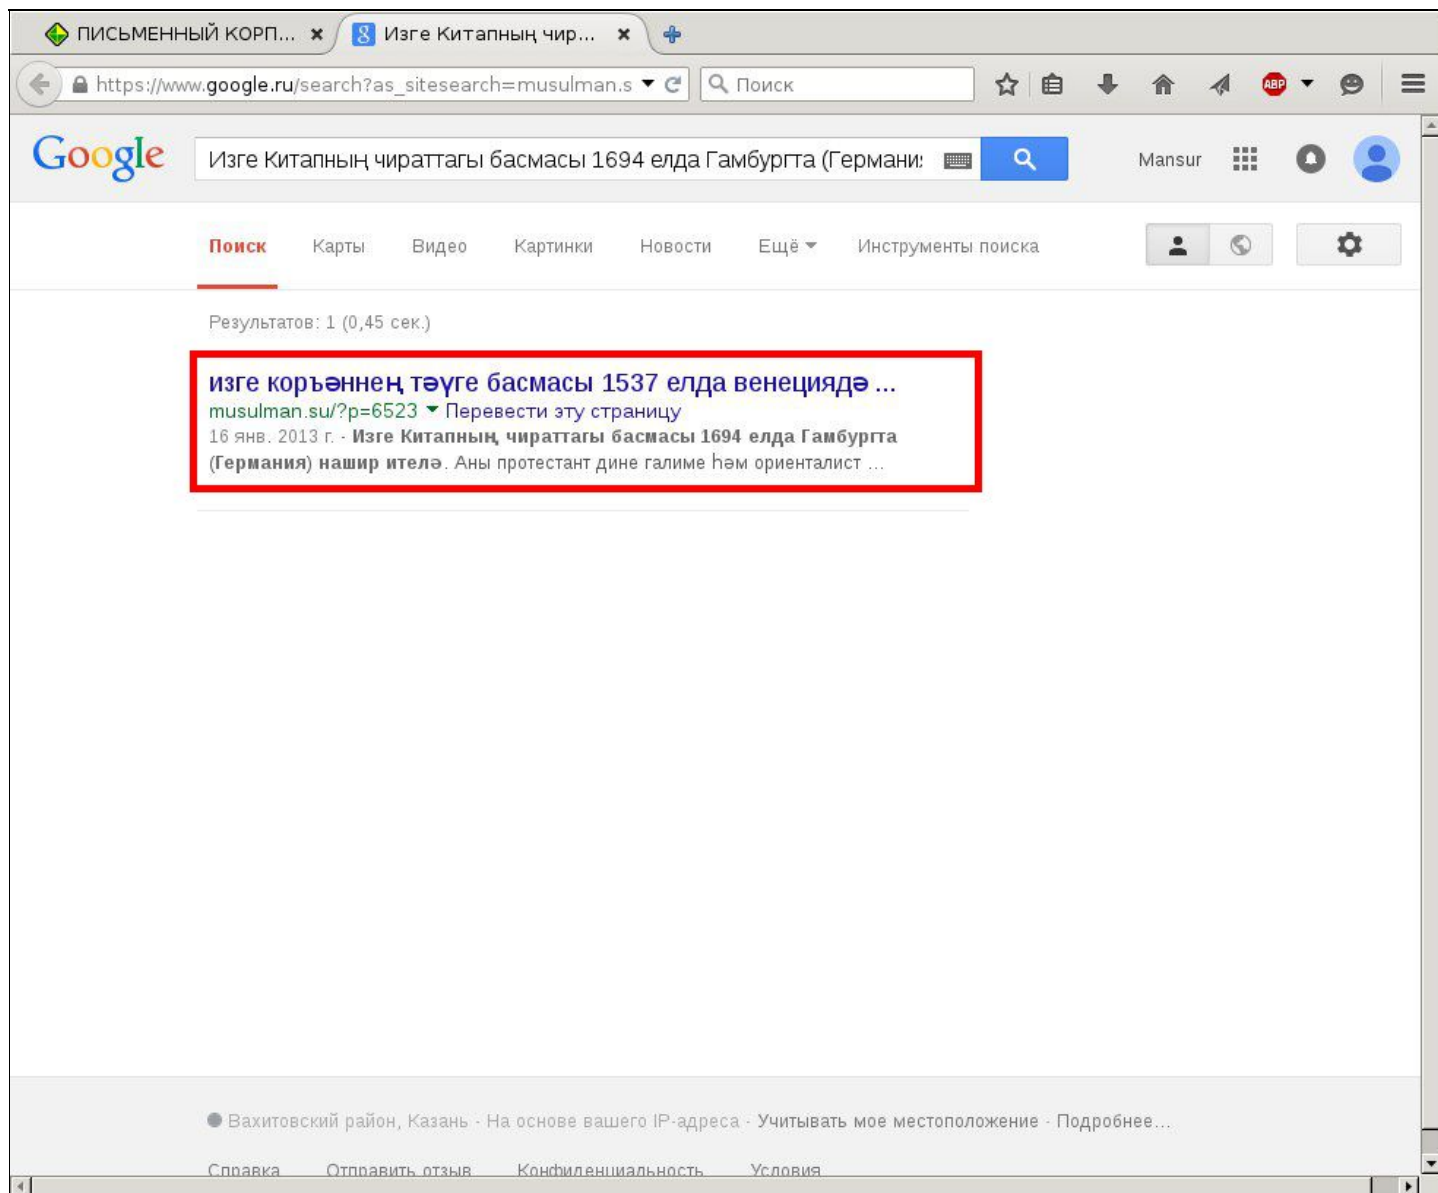 ПИСЬМЕННЫЙ КОРП... Изге Китапның чир...
https://www.google.ru/search?as_sitesearch=musulman.s Поиск ABP
Google Изге Китапның чираттагы басмасы 1694 елда Гамбургта (Германи Mansur
Поиск Карты Видео Картинки Новости Ещё Инструменты поиска
Результатов: 1 (0,45 сек.)
изге коръәннең тәүге басмасы 1537 елда венециядә ...
musulman.su/?p=6523 Перевести эту страницу
16 янв. 2013 г. - Изге Китапның чираттагы басмасы 1694 елда Гамбургта
(Германия) нашир ителә. Аны протестант дине галиме һәм ориенталист ...
Вахитовский район, Казань - На основе вашего IP-адреса - Учитывать мое местоположение - Подробнее...
Справка Отправить отзыв Конфиденциальность Условия